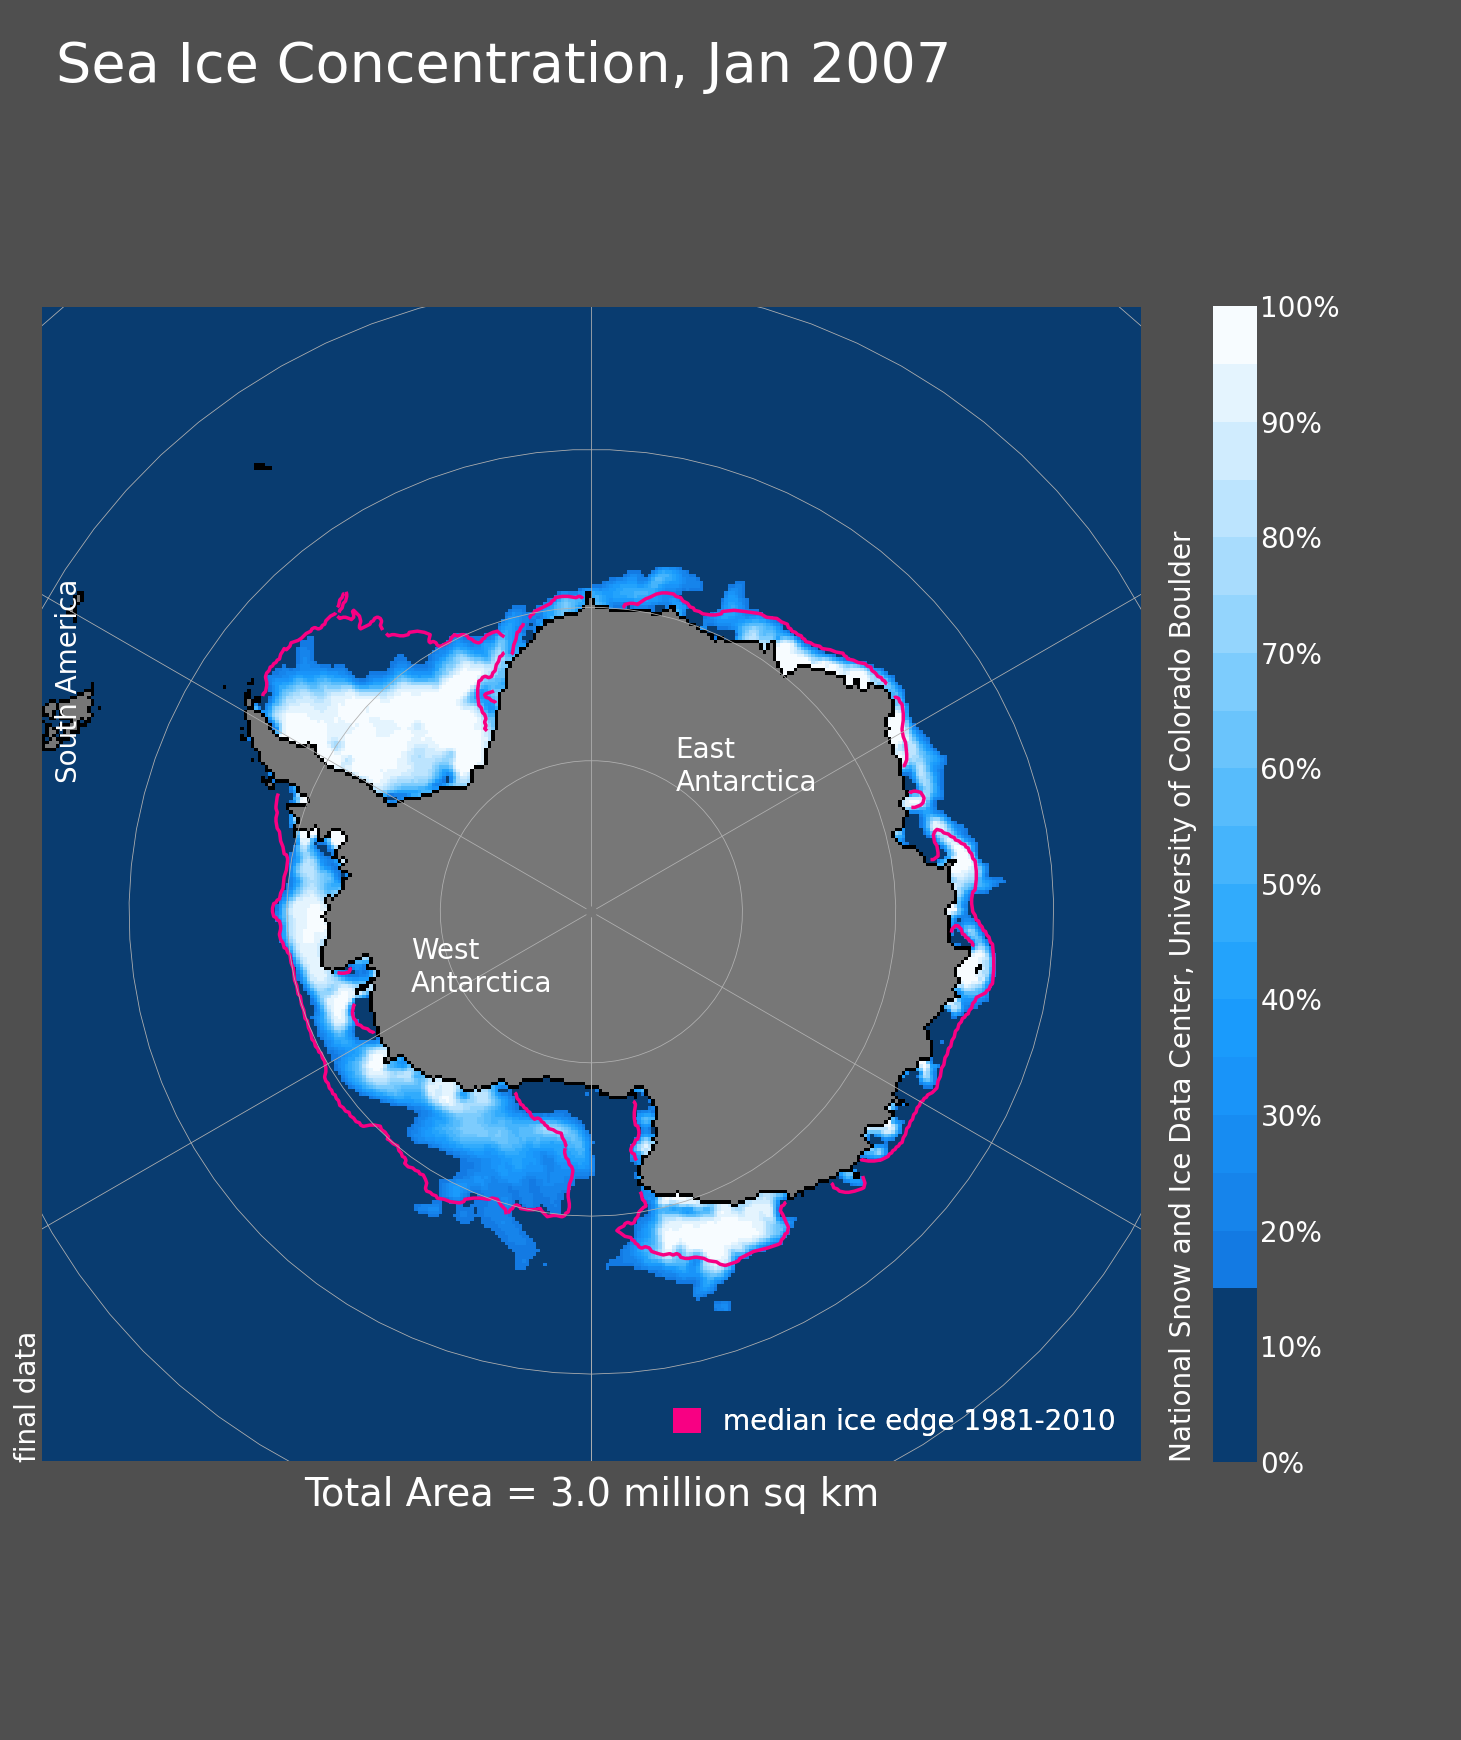 Sea Ice Concentration, Jan 2007
South America
East
Antarctica
West
Antarctica
median ice edge 1981-2010
final data
Total Area = 3.0 million sq km
National Snow and Ice Data Center, University of Colorado Boulder
100%
90%
80%
70%
60%
50%
40%
30%
20%
10%
0%